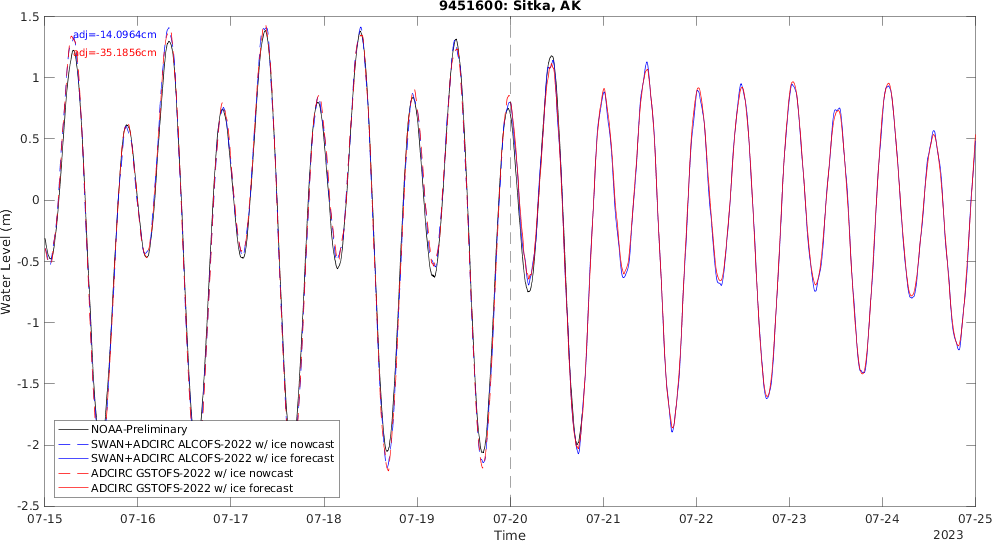 9451600: Sitka, AK
adj=-14.0964cm
adj=-35.1856cm
Water Level (m)
1.5
1
0.5
0
-0.5
-1
-1.5
-2
-2.5
NOAA-Preliminary
SWAN+ADCIRC ALCOFS-2022 w/ ice nowcast
SWAN+ADCIRC ALCOFS-2022 w/ ice forecast
ADCIRC GSTOFS-2022 w/ ice nowcast
ADCIRC GSTOFS-2022 w/ ice forecast
07-15 07-16 07-17 07-18 07-19 07-20 07-21 07-22 07-23 07-24 07-25
Time
2023